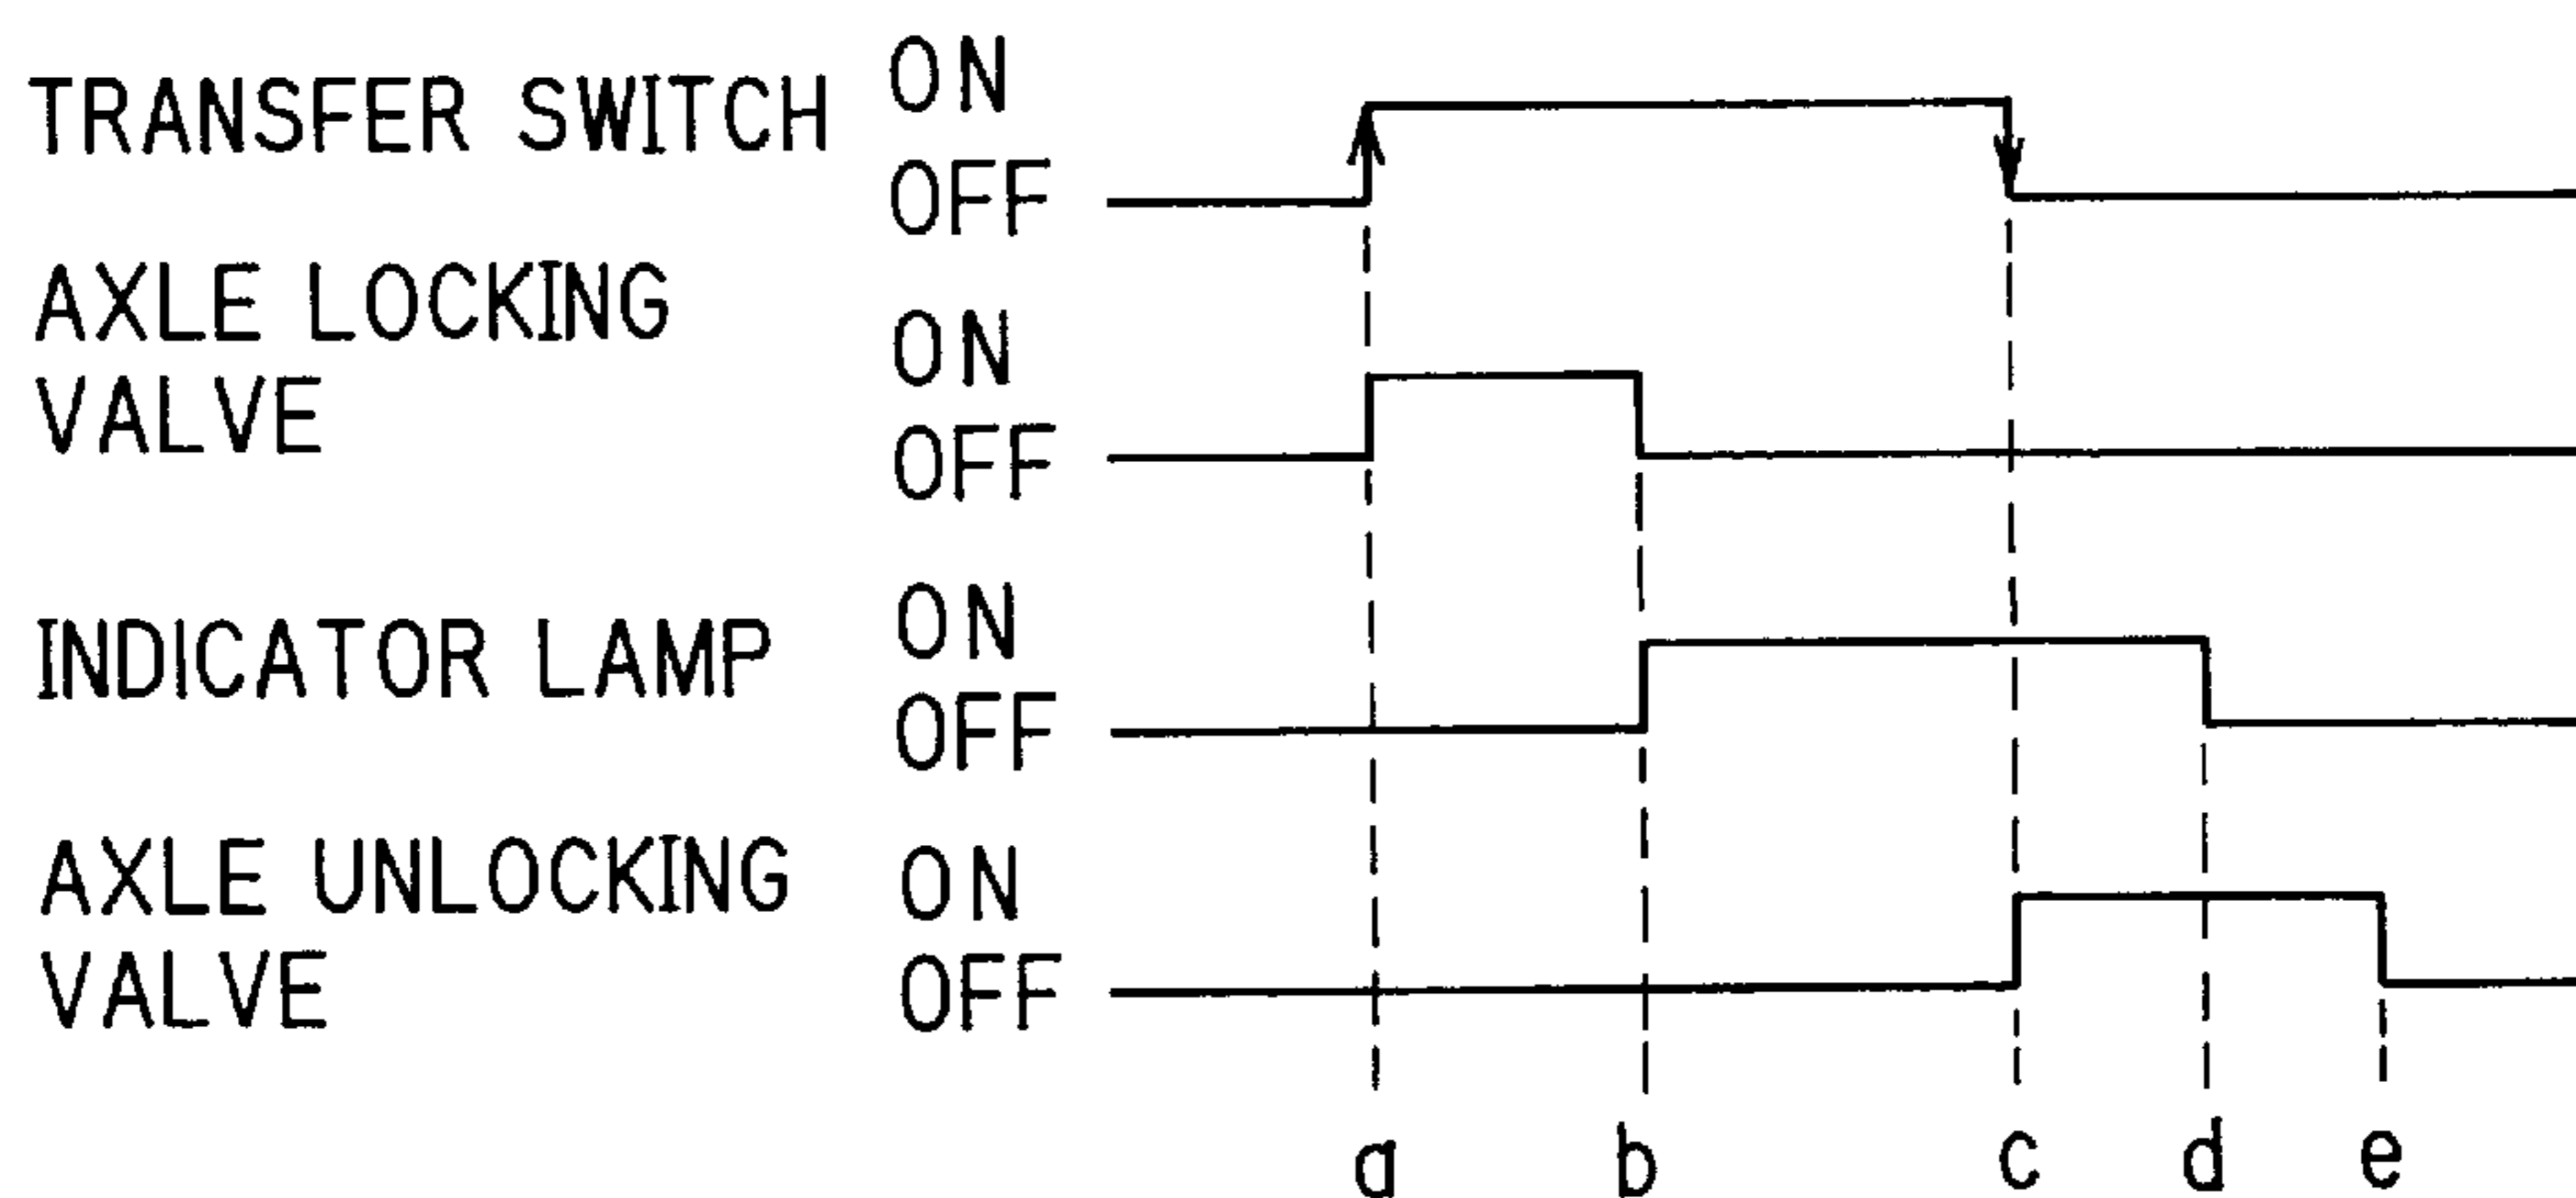 TRANSFER SWITCH
ON
OFF
AXLE LOCKING
VALVE
ON
OFF
INDICATOR LAMP
ON
OFF
AXLE UNLOCKING
VALVE
ON
OFF
a b c d e